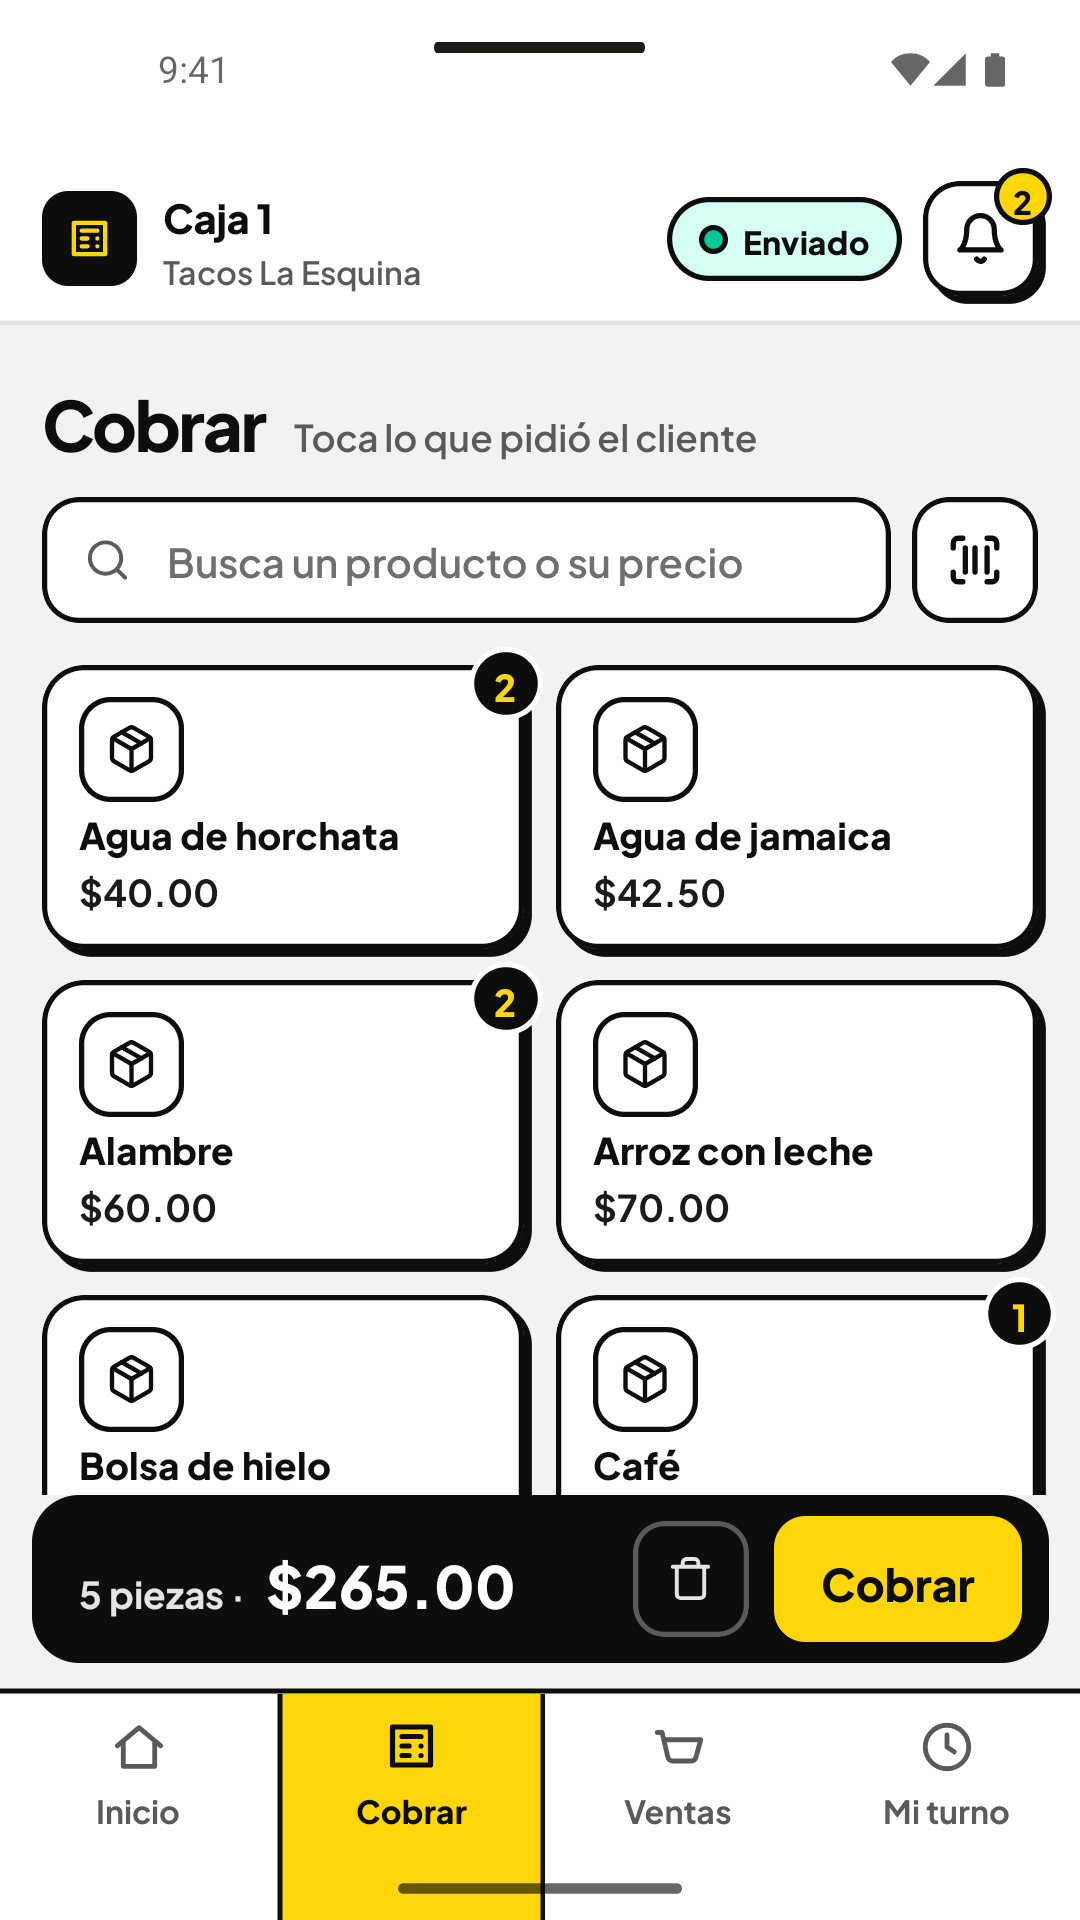 9:41
Caja 1
Tacos La Esquina
Enviado
2
Cobrar Toca lo que pidió el cliente
Busca un producto o su precio
2
Agua de horchata
$40.00
Agua de jamaica
$42.50
2
Alambre
$60.00
Arroz con leche
$70.00
Bolsa de hielo
1
Café
5 piezas · $265.00
Cobrar
Inicio
Cobrar
Ventas
Mi turno